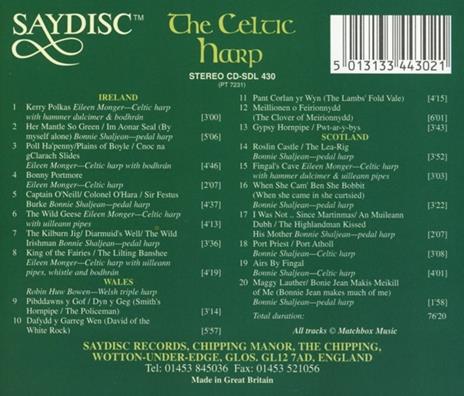 SAYDISC™
The Celtic
Harp
STEREO CD-SDL 430
(PT 7231)
5 013133 443021
IRELAND
1 Kerry Polkas Eileen Monger—Celtic harp
with hammer dulcimer & bodhrán [3'00]
2 Her Mantle So Green / Im Aonar Seal (By
myself alone) Bonnie Shaljean—pedal harp [5'06]
3 Poll Ha'penny/Plains of Boyle / Cnoc na
gClarach Slides
Eileen Monger—Celtic harp with bodhrán [4'46]
4 Bonny Portmore
Eileen Monger—Celtic harp [2'07]
5 Captain O'Neill/ Colonel O'Hara / Sir Festus
Burke Bonnie Shaljean—pedal harp [4'37]
6 The Wild Geese Eileen Monger—Celtic harp
with uilleann pipes [4'13]
7 The Kilburn Jig/ Diarmuid's Well/ The Wild
Irishman Bonnie Shaljean—pedal harp [3'36]
8 King of the Fairies / The Lilting Banshee
Eileen Monger—Celtic harp with uilleann
pipes, whistle and bodhrán [4'19]
WALES
Robin Huw Bowen—Welsh triple harp
9 Pibddawns y Gof / Dyn y Geg (Smith's
Hornpipe / The Policeman) [3'14]
10 Dafydd y Garreg Wen (David of the
White Rock) [5'57]
11 Pant Corlan yr Wyn (The Lambs' Fold Vale) [4'15]
12 Meillionen o Feirionnydd
(The Clover of Meirionnydd) [6'01]
13 Gypsy Hornpipe / Pwt-ar-y-bys [3'43]
SCOTLAND
14 Roslin Castle / The Lea-Rig
Bonnie Shaljean—pedal harp [3'52]
15 Fingal's Cave Eileen Monger—Celtic harp
with hammer dulcimer & uilleann pipes [3'03]
16 When She Cam' Ben She Bobbit
(When she came in she curtsied)
Bonnie Shaljean—pedal harp [3'22]
17 I Was Not .. Since Martinmas/ An Muileann
Dubh / The Highlandman Kissed
His Mother Bonnie Shaljean—pedal harp [2'07]
18 Port Priest / Port Atholl
Bonnie Shaljean—Celtic harp [3'08]
19 Airs By Fingal
Bonnie Shaljean—Celtic harp [4'01]
20 Maggy Lauther/ Bonie Jean Makis Meikill
of Me (Bonnie Jean makes much of me)
Bonnie Shaljean—pedal harp [1'58]
Total duration: 76'20
All tracks © Matchbox Music
SAYDISC RECORDS, CHIPPING MANOR, THE CHIPPING,
WOTTON-UNDER-EDGE, GLOS. GL12 7AD, ENGLAND
Tel: 01453 845036 Fax: 01453 521056
Made in Great Britain